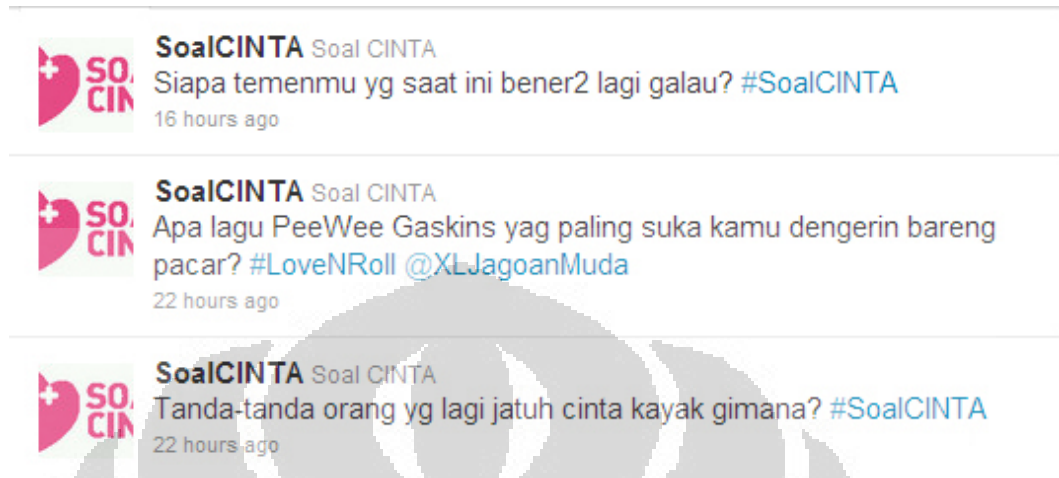 SoalCINTA Soal CINTA
Siapa temenmu yg saat ini bener2 lagi galau? #SoalCINTA
16 hours ago
SoalCINTA Soal CINTA
Apa lagu PeeWee Gaskins yag paling suka kamu dengerin bareng
pacar? #LoveNRoll @XLJagoanMuda
22 hours ago
SoalCINTA Soal CINTA
Tanda-tanda orang yg lagi jatuh cinta kayak gimana? #SoalCINTA
22 hours ago